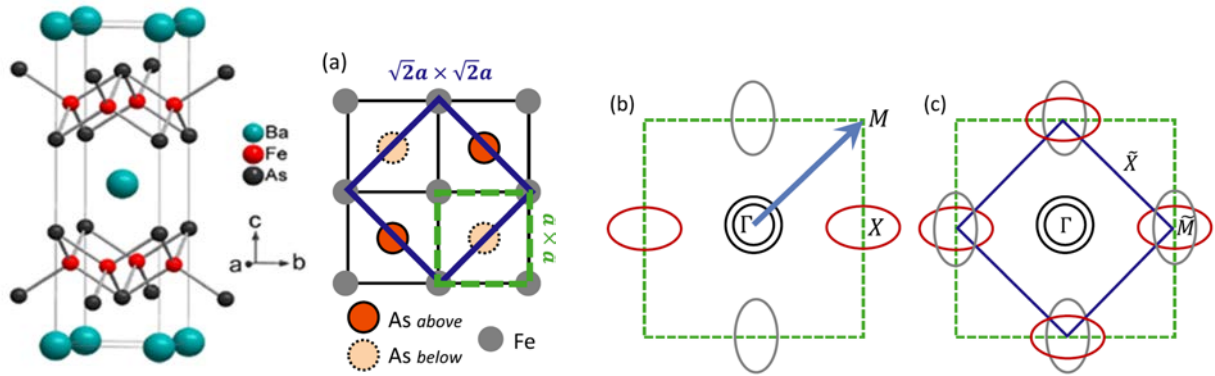 Ba
Fe
As
c
a
b
(a)
√2a × √2a
a × a
As above
As below
Fe
(b)
M
Γ
X
(c)
X̃
Γ
M̃